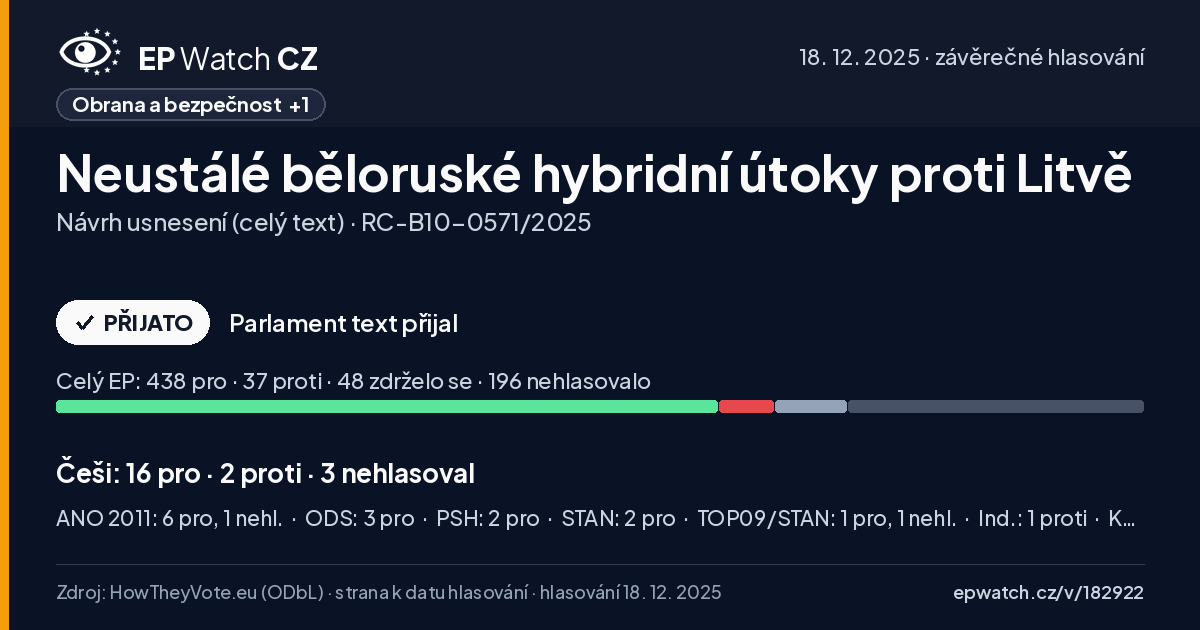 EP Watch CZ
18. 12. 2025 · závěrečné hlasování
Obrana a bezpečnost +1
Neustálé běloruské hybridní útoky proti Litvě
Návrh usnesení (celý text) · RC-B10-0571/2025
✓ PŘIJATO Parlament text přijal
Celý EP: 438 pro · 37 proti · 48 zdrželo se · 196 nehlasovalo
Češi: 16 pro · 2 proti · 3 nehlasoval
ANO 2011: 6 pro, 1 nehl. · ODS: 3 pro · PSH: 2 pro · STAN: 2 pro · TOP09/STAN: 1 pro, 1 nehl. · Ind.: 1 proti · K…
Zdroj: HowTheyVote.eu (ODbL) · strana k datu hlasování · hlasování 18. 12. 2025
epwatch.cz/v/182922